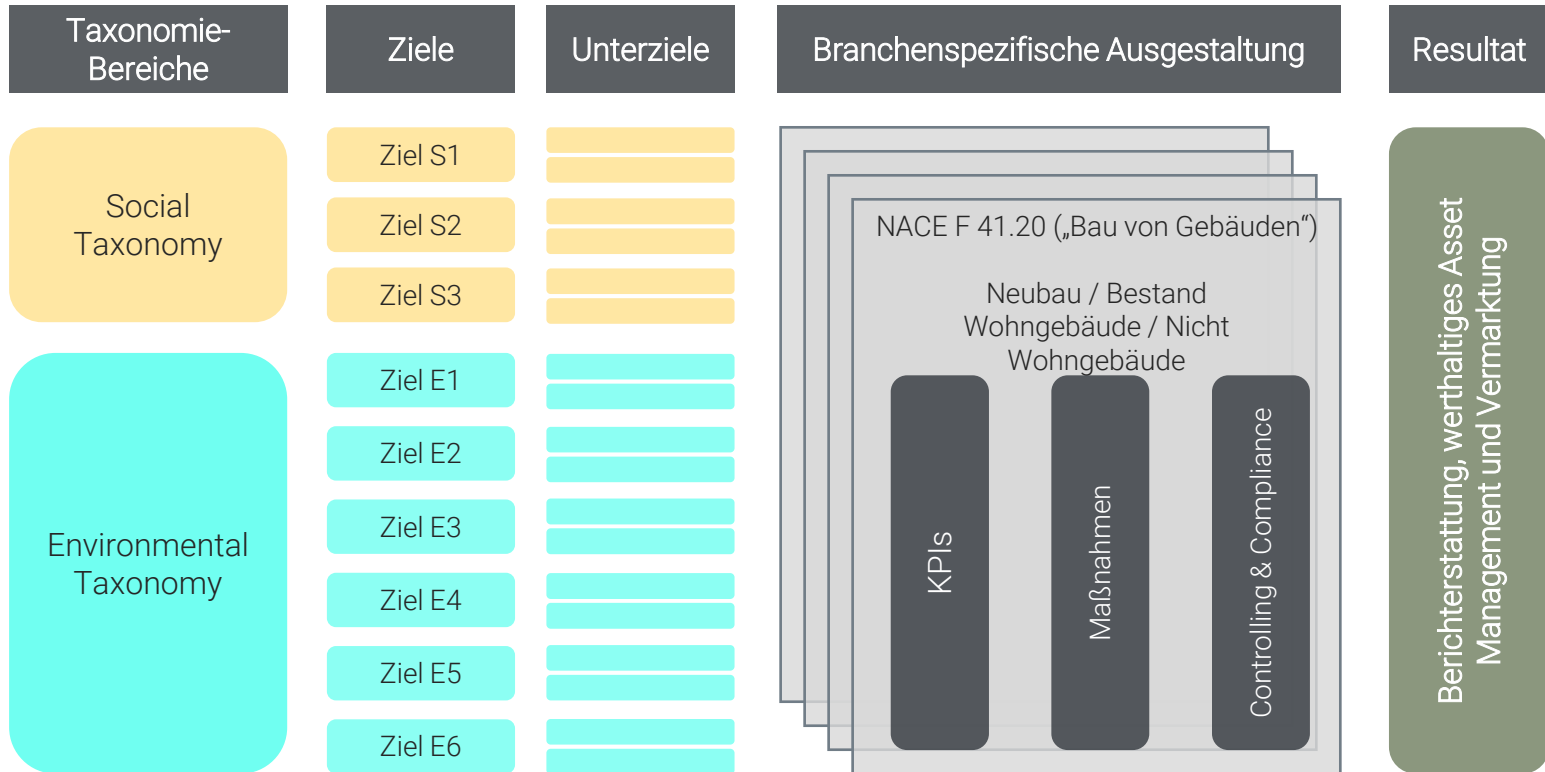 Taxonomie-
Bereiche
Ziele
Unterziele
Branchenspezifische Ausgestaltung
Resultat
Social
Taxonomy
Ziel S1
Ziel S2
Ziel S3
Environmental
Taxonomy
Ziel E1
Ziel E2
Ziel E3
Ziel E4
Ziel E5
Ziel E6
NACE F 41.20 („Bau von Gebäuden“)
Neubau / Bestand
Wohngebäude / Nicht
Wohngebäude
KPIs
Maßnahmen
Controlling & Compliance
Berichterstattung, werthaltiges Asset
Management und Vermarktung